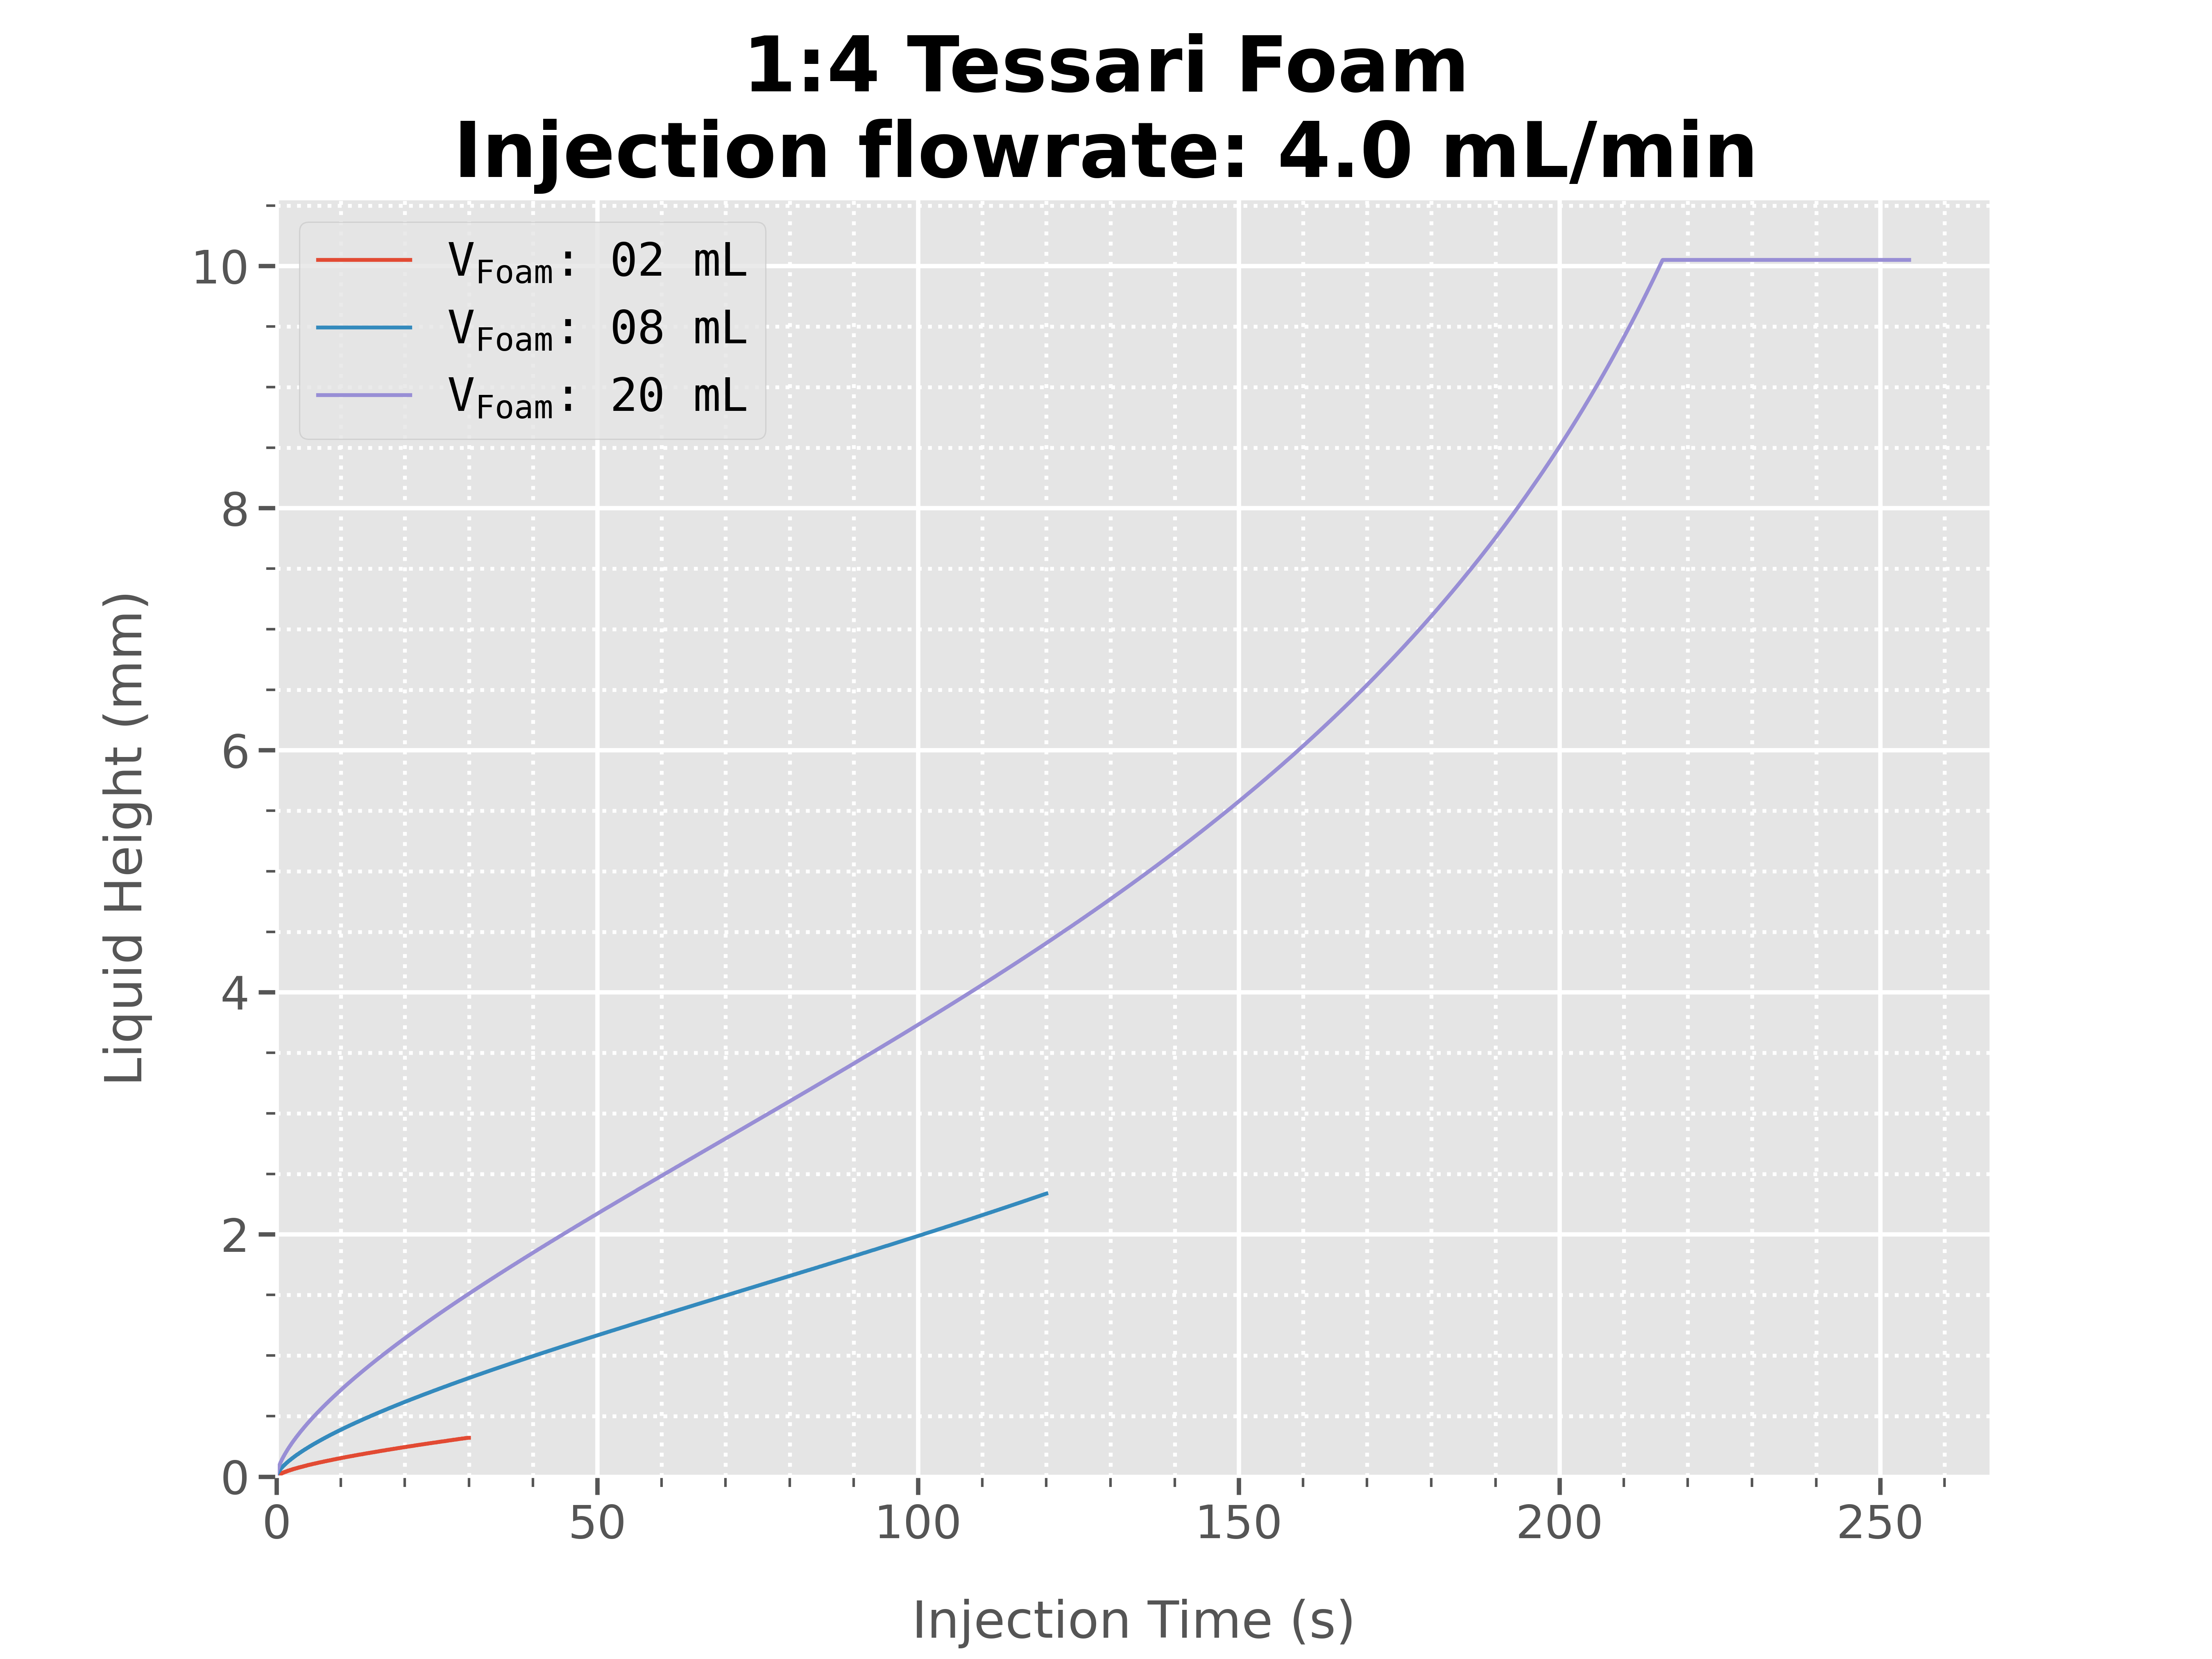 1:4 Tessari Foam
Injection flowrate: 4.0 mL/min
V_Foam: 02 mL
V_Foam: 08 mL
V_Foam: 20 mL
Liquid Height (mm)
10
8
6
4
2
0
0 50 100 150 200 250
Injection Time (s)